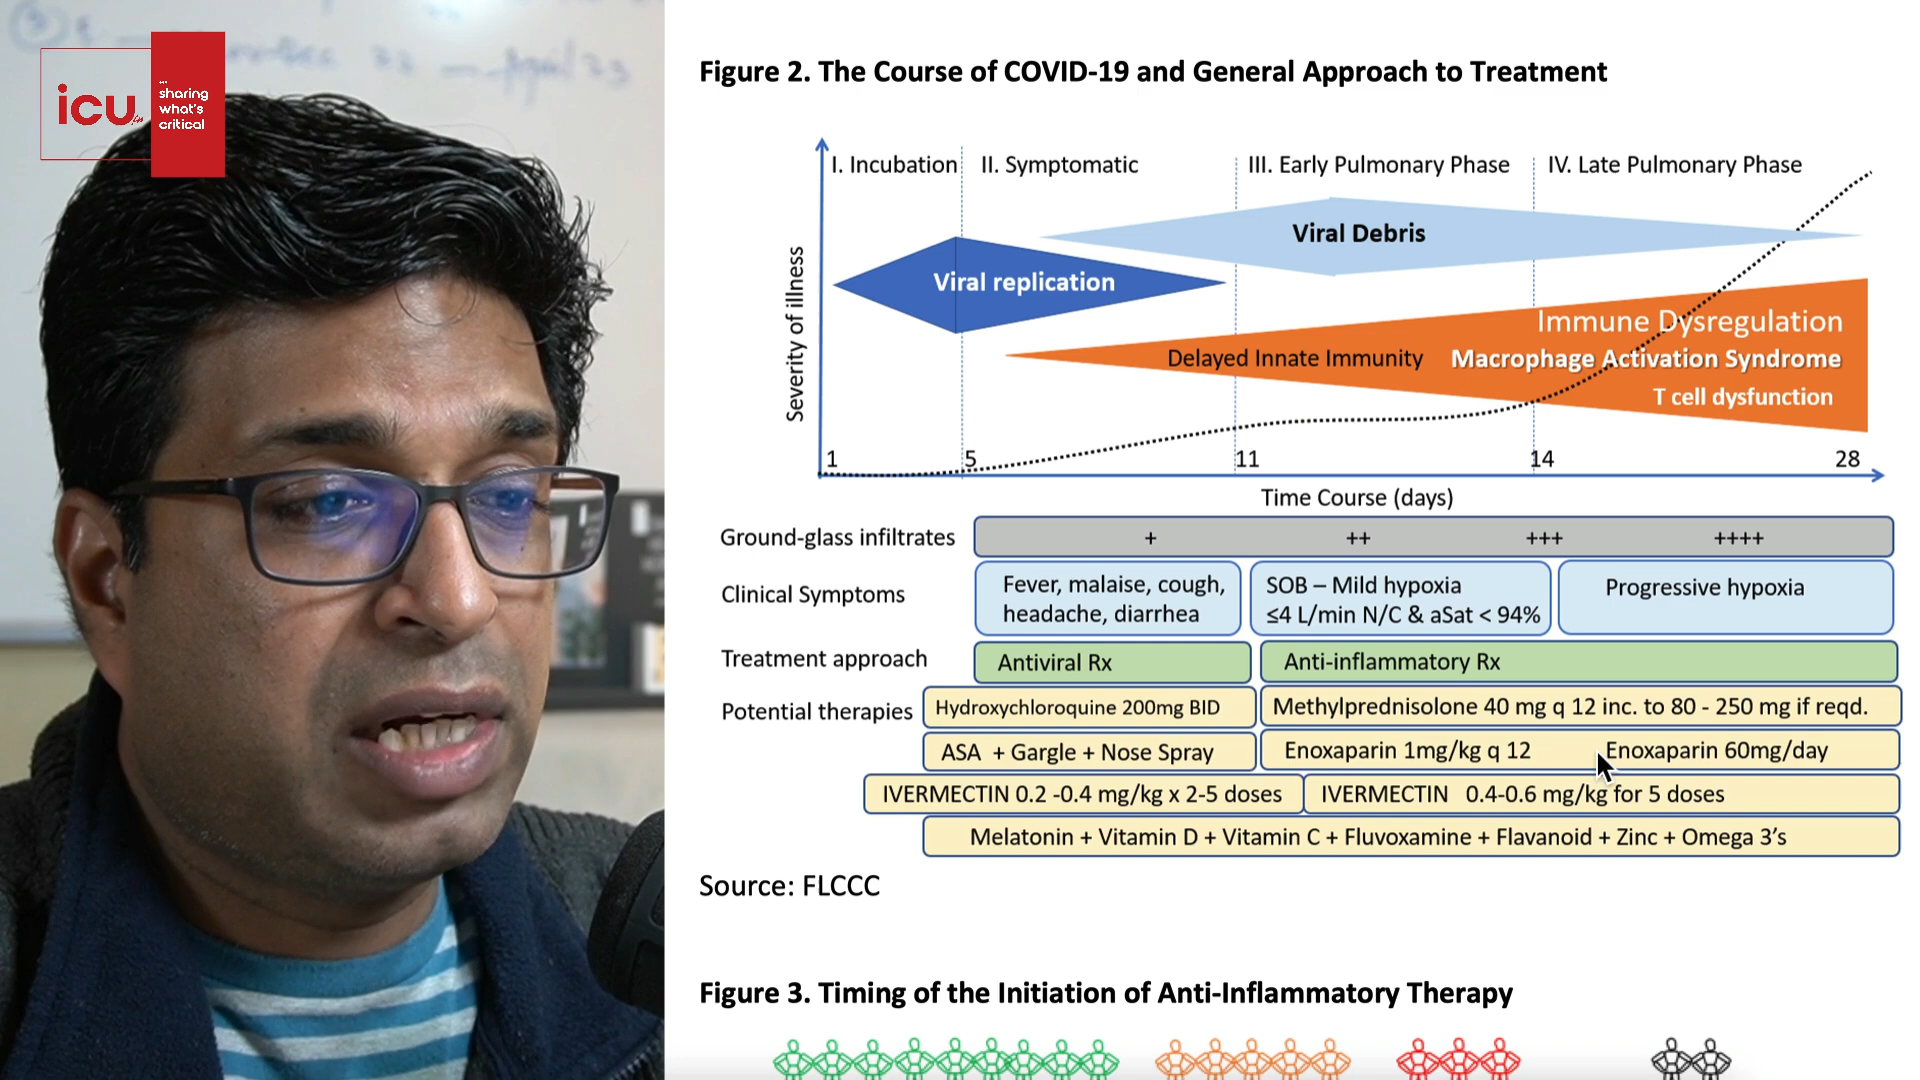 icu.in
sharing
what's
critical
22 — April 23
Figure 2. The Course of COVID-19 and General Approach to Treatment
I. Incubation
II. Symptomatic
III. Early Pulmonary Phase
IV. Late Pulmonary Phase
Severity of illness
Viral Debris
Viral replication
Immune Dysregulation
Delayed Innate Immunity
Macrophage Activation Syndrome
T cell dysfunction
1
5
11
14
28
Time Course (days)
Ground-glass infiltrates
+
++
+++
++++
Clinical Symptoms
Fever, malaise, cough,
headache, diarrhea
SOB – Mild hypoxia
≤4 L/min N/C & aSat < 94%
Progressive hypoxia
Treatment approach
Antiviral Rx
Anti-inflammatory Rx
Potential therapies
Hydroxychloroquine 200mg BID
Methylprednisolone 40 mg q 12 inc. to 80 - 250 mg if reqd.
ASA + Gargle + Nose Spray
Enoxaparin 1mg/kg q 12
Enoxaparin 60mg/day
IVERMECTIN 0.2 -0.4 mg/kg x 2-5 doses
IVERMECTIN 0.4-0.6 mg/kg for 5 doses
Melatonin + Vitamin D + Vitamin C + Fluvoxamine + Flavanoid + Zinc + Omega 3's
Source: FLCCC
Figure 3. Timing of the Initiation of Anti-Inflammatory Therapy